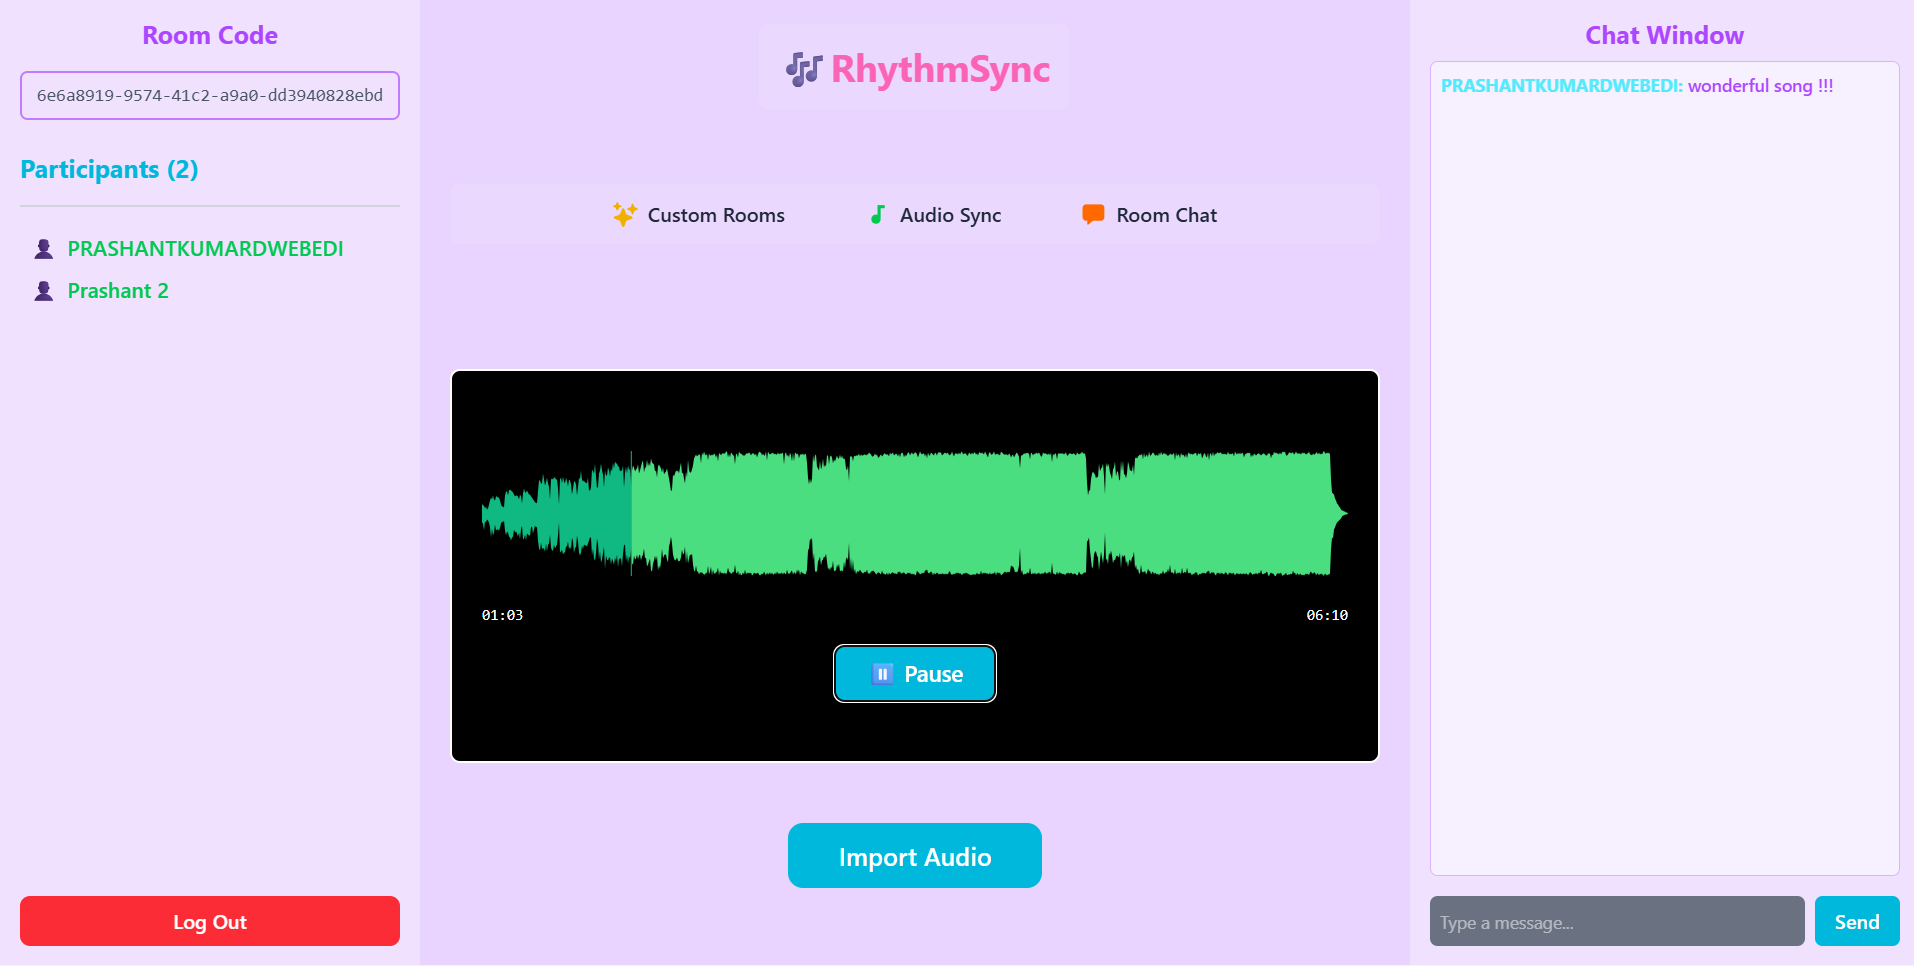 Room Code
6e6a8919-9574-41c2-a9a0-dd3940828ebd
Participants (2)
PRASHANTKUMARDWEBEDI
Prashant 2
Log Out
RhythmSync
Custom Rooms
Audio Sync
Room Chat
01:03
06:10
Pause
Import Audio
Chat Window
PRASHANTKUMARDWEBEDI: wonderful song !!!
Type a message...
Send